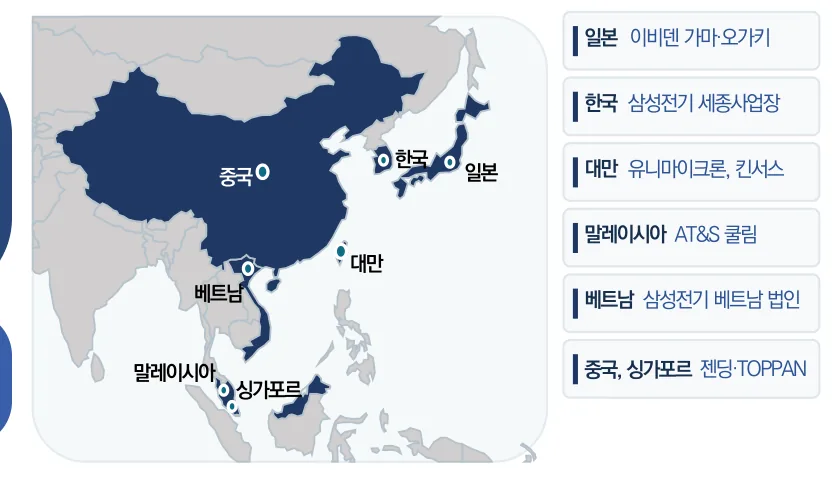 중국
한국
일본
대만
베트남
말레이시아
싱가포르
일본 이비덴 가마·오가키
한국 삼성전기 세종사업장
대만 유니마이크론, 킨서스
말레이시아 AT&S 쿨림
베트남 삼성전기 베트남 법인
중국, 싱가포르 젠딩·TOPPAN